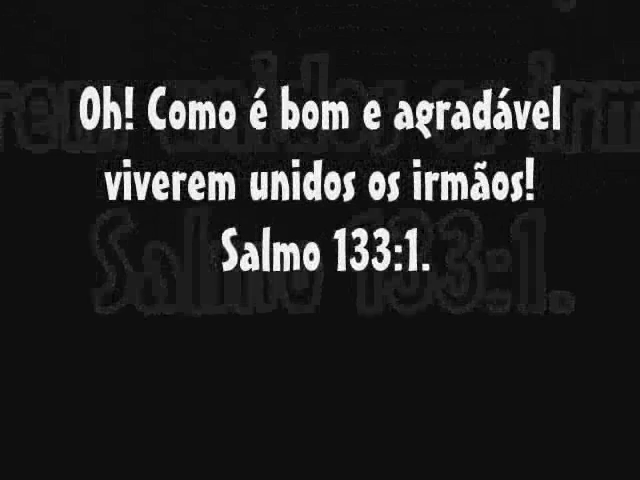 Oh! Como é bom e agradável
viverem unidos os irmãos!
Salmo 133:1.